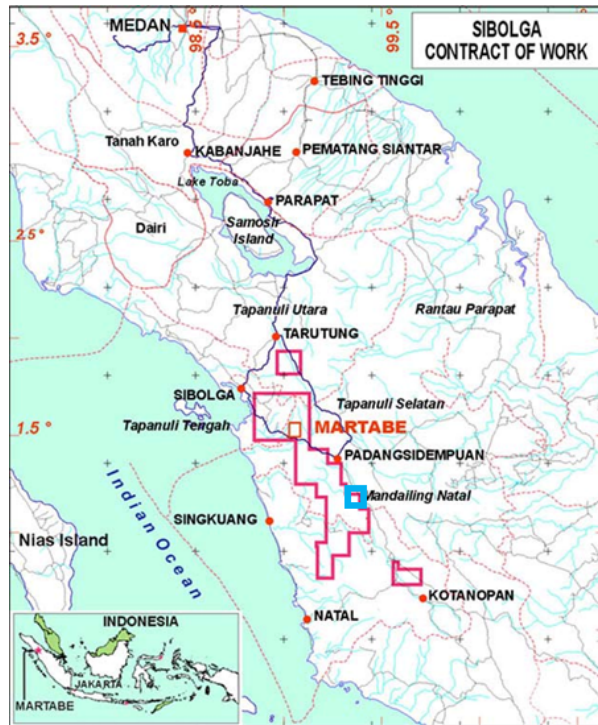 SIBOLGA
CONTRACT OF WORK
3.5°
MEDAN
98.5
99.5
TEBING TINGGI
Tanah Karo
KABANJAHE
PEMATANG SIANTAR
Lake Toba
PARAPAT
Samosir
Island
Dairi
25°
Tapanuli Utara
Rantau Parapat
TARUTUNG
SIBOLGA
Tapanuli Selatan
Tapanuli Tengah
MARTABE
1.5°
PADANGSIDEMPUAN
Mandailing Natal
SINGKUANG
Indian Ocean
Nias Island
KOTANOPAN
NATAL
INDONESIA
JAKARTA
MARTABE